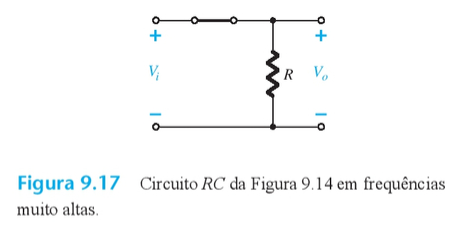 + +
Vi R Vo
− −
Figura 9.17 Circuito RC da Figura 9.14 em frequências
muito altas.